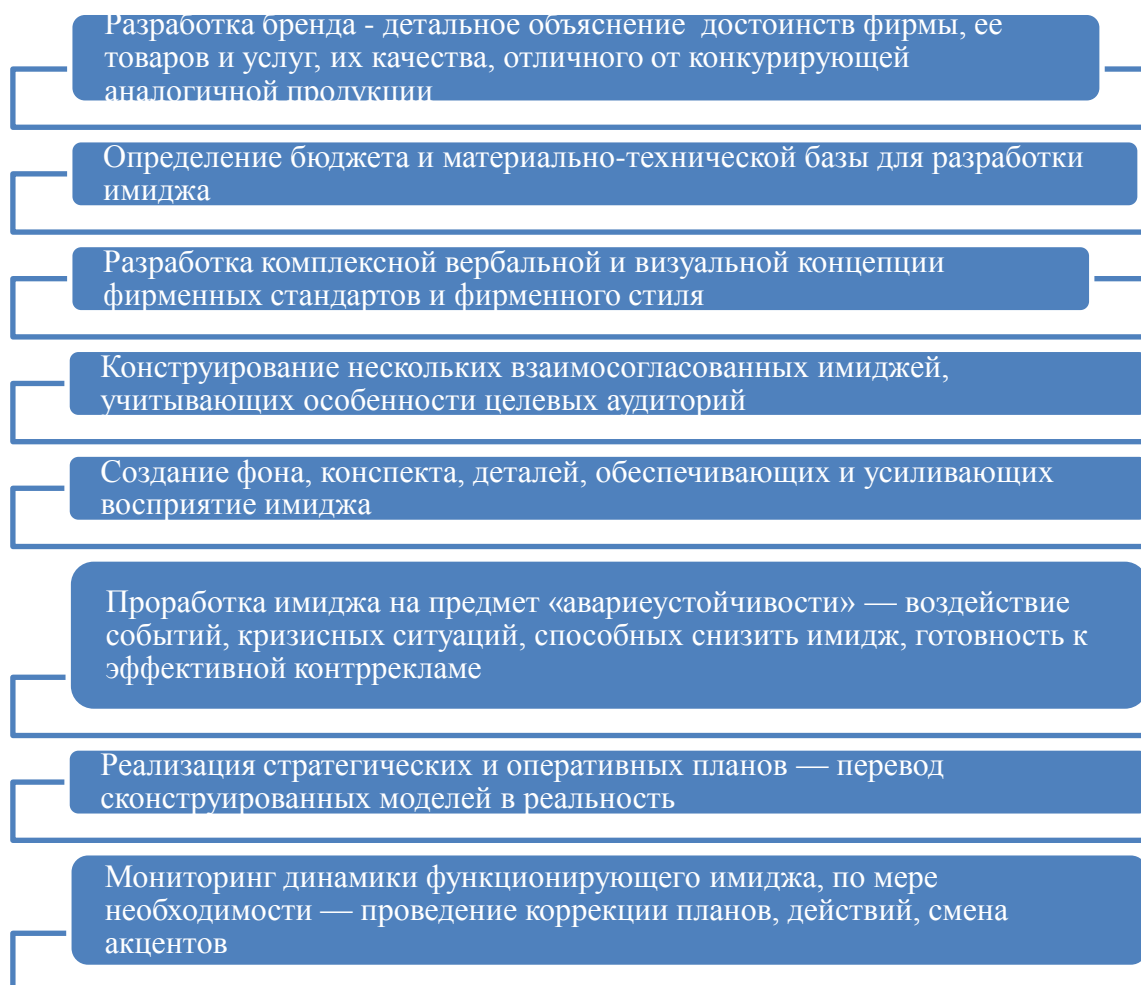 Разработка бренда - детальное объяснение достоинств фирмы, ее
товаров и услуг, их качества, отличного от конкурирующей
аналогичной продукции
Определение бюджета и материально-технической базы для разработки
имиджа
Разработка комплексной вербальной и визуальной концепции
фирменных стандартов и фирменного стиля
Конструирование нескольких взаимосогласованных имиджей,
учитывающих особенности целевых аудиторий
Создание фона, конспекта, деталей, обеспечивающих и усиливающих
восприятие имиджа
Проработка имиджа на предмет «авариеустойчивости» — воздействие
событий, кризисных ситуаций, способных снизить имидж, готовность к
эффективной контррекламе
Реализация стратегических и оперативных планов — перевод
сконструированных моделей в реальность
Мониторинг динамики функционирующего имиджа, по мере
необходимости — проведение коррекции планов, действий, смена
акцентов